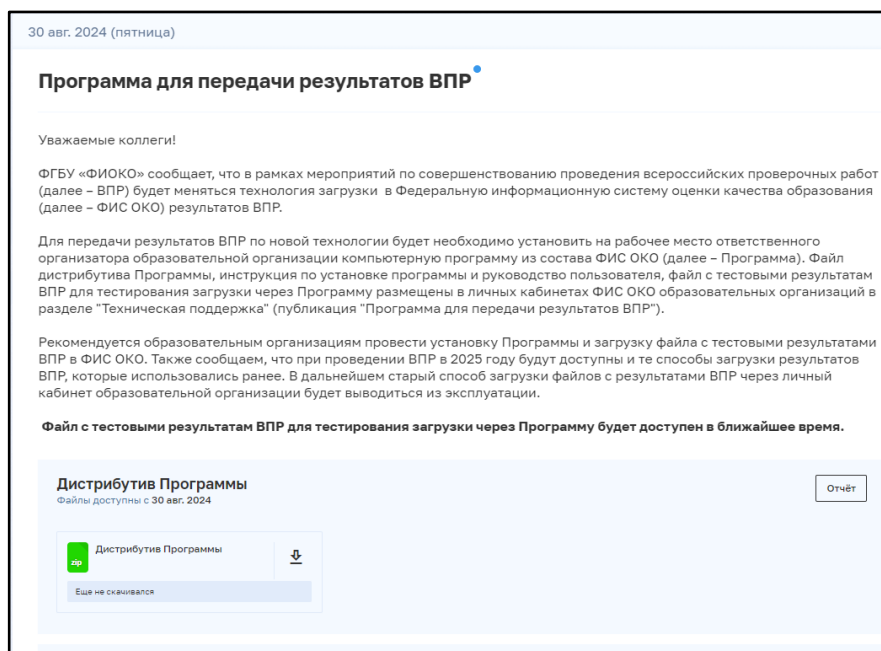 30 авг. 2024 (пятница)
Программа для передачи результатов ВПР
Уважаемые коллеги!
ФГБУ «ФИОКО» сообщает, что в рамках мероприятий по совершенствованию проведения всероссийских проверочных работ
(далее – ВПР) будет меняться технология загрузки в Федеральную информационную систему оценки качества образования
(далее – ФИС ОКО) результатов ВПР.
Для передачи результатов ВПР по новой технологии будет необходимо установить на рабочее место ответственного
организатора образовательной организации компьютерную программу из состава ФИС ОКО (далее – Программа). Файл
дистрибутива Программы, инструкция по установке программы и руководство пользователя, файл с тестовыми результатам
ВПР для тестирования загрузки через Программу размещены в личных кабинетах ФИС ОКО образовательных организаций в
разделе "Техническая поддержка" (публикация "Программа для передачи результатов ВПР").
Рекомендуется образовательным организациям провести установку Программы и загрузку файла с тестовыми результатами
ВПР в ФИС ОКО. Также сообщаем, что при проведении ВПР в 2025 году будут доступны и те способы загрузки результатов
ВПР, которые использовались ранее. В дальнейшем старый способ загрузки файлов с результатами ВПР через личный
кабинет образовательной организации будет выводиться из эксплуатации.
Файл с тестовыми результатам ВПР для тестирования загрузки через Программу будет доступен в ближайшее время.
Дистрибутив Программы
Отчёт
Файлы доступны с 30 авг. 2024
Дистрибутив Программы
zip
Еще не скачивался